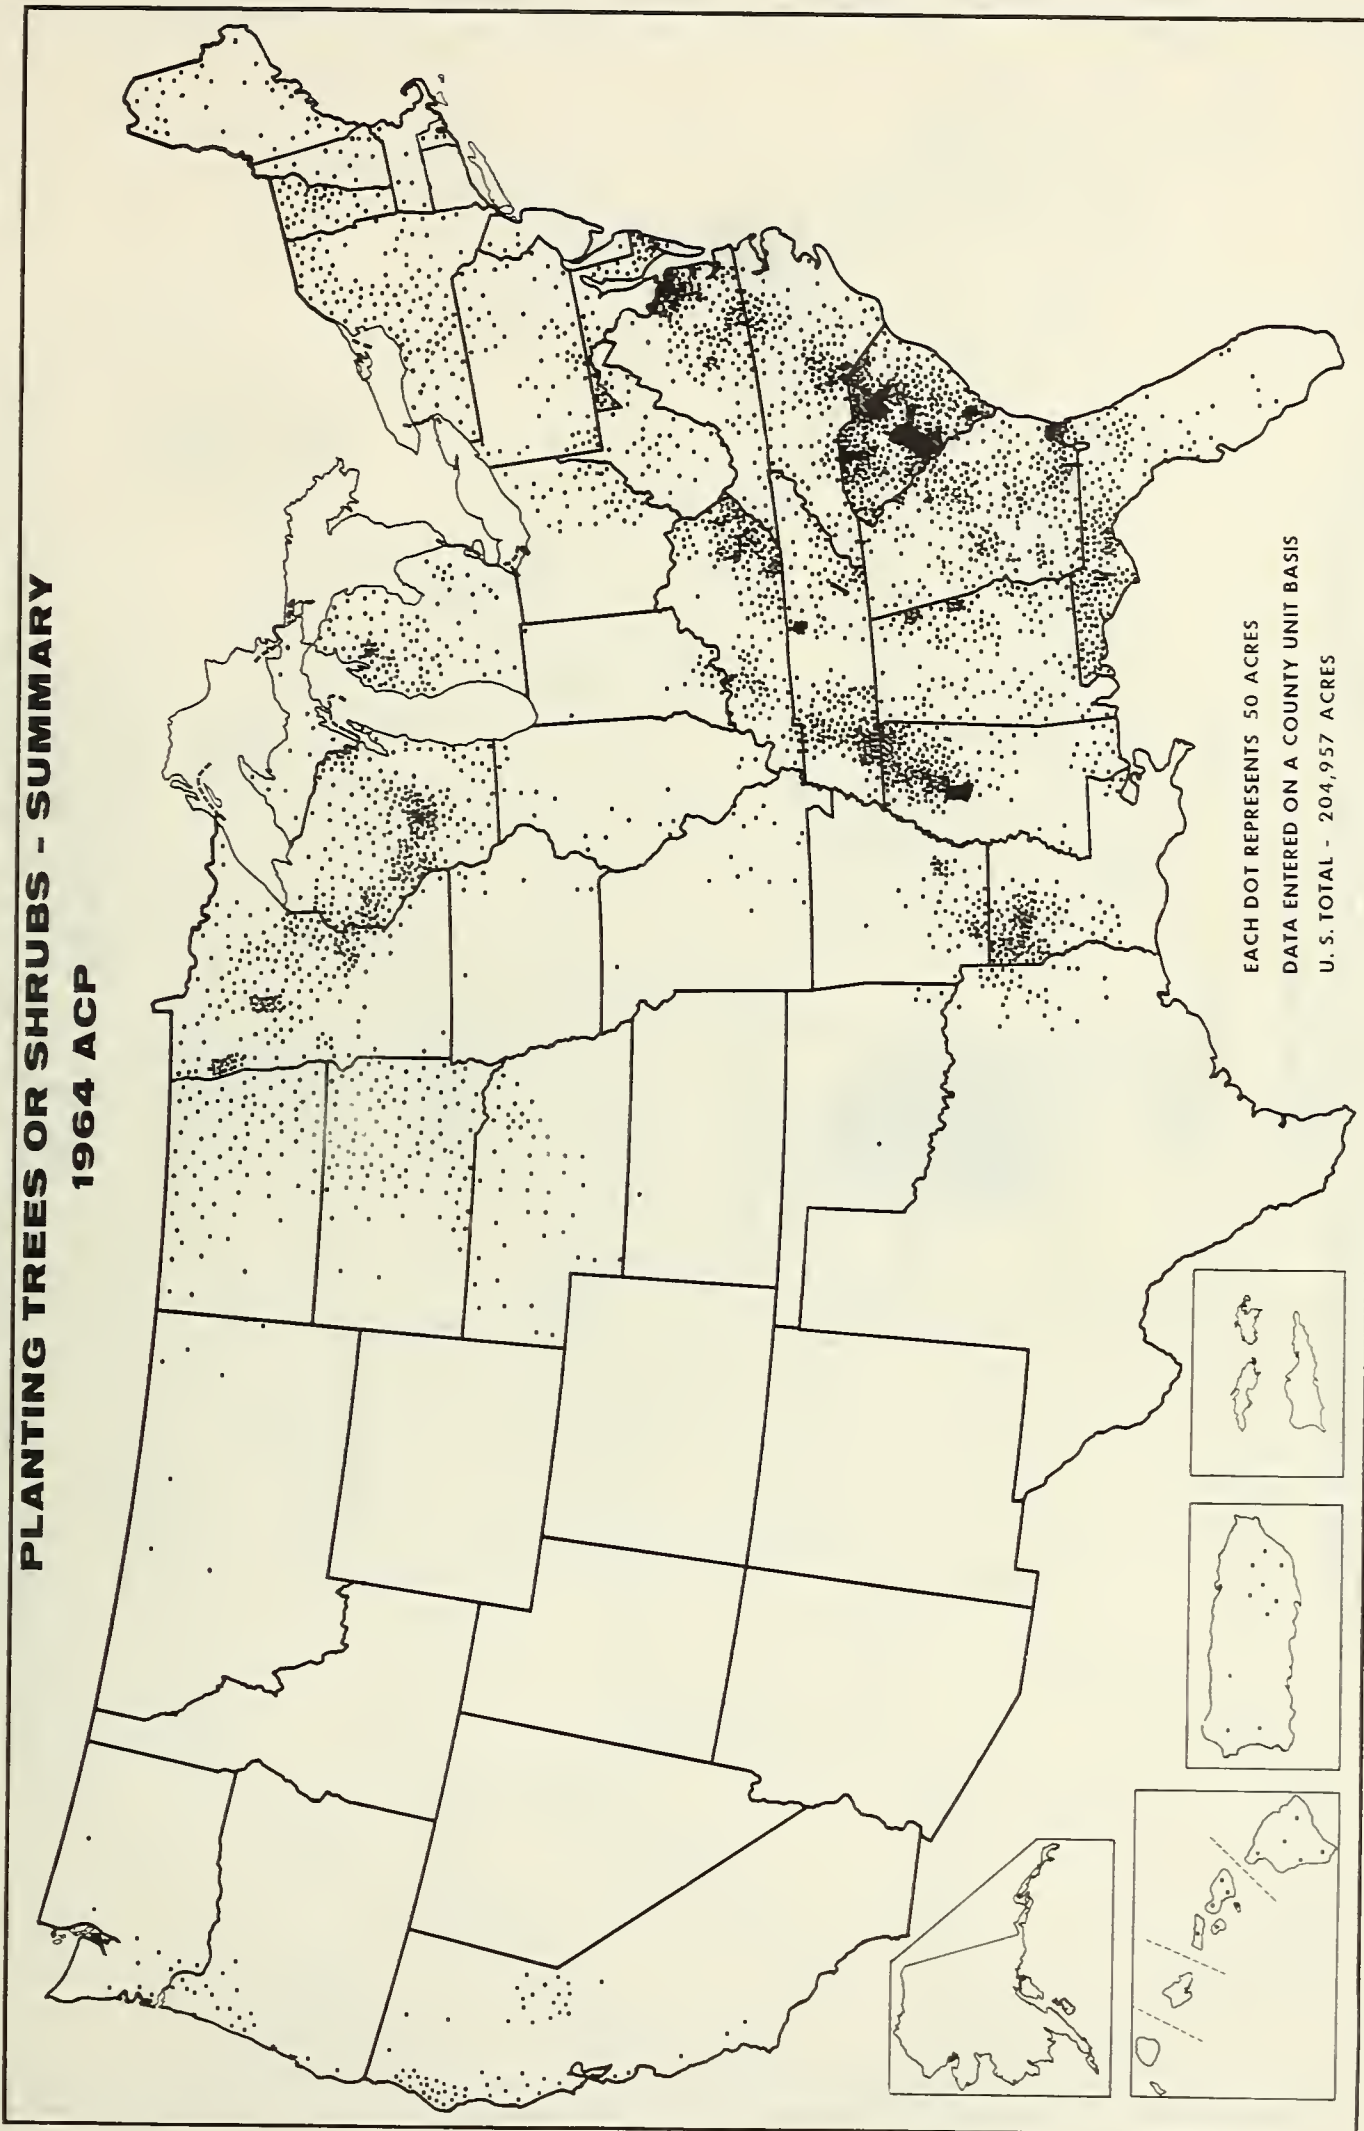 PLANTING TREES OR SHRUBS - SUMMARY
1964 ACP
EACH DOT REPRESENTS 50 ACRES
DATA ENTERED ON A COUNTY UNIT BASIS
U. S. TOTAL - 204,957 ACRES